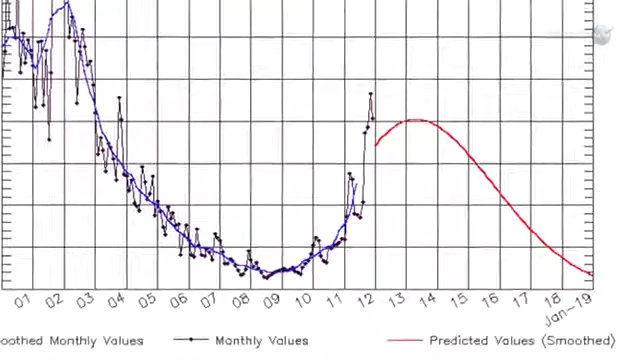 01 02 03 04 05 06 07 08 09 10 11 12 13 14 15 16 17 18 Jan-19
oothed Monthly Values Monthly Values Predicted Values (Smoothed)